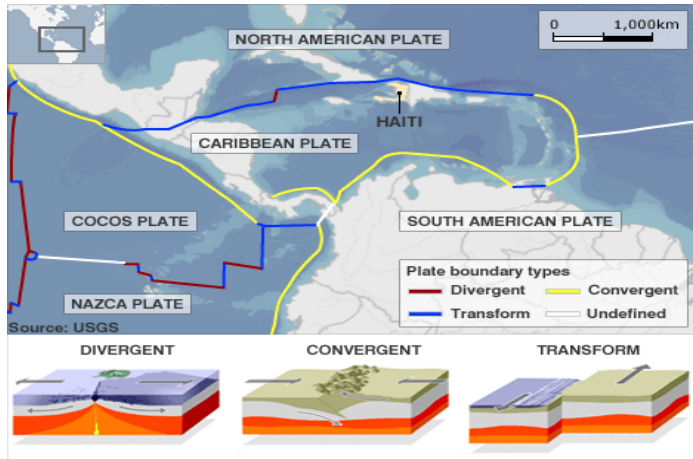 0 1,000km
NORTH AMERICAN PLATE
HAITI
CARIBBEAN PLATE
COCOS PLATE
SOUTH AMERICAN PLATE
NAZCA PLATE
Plate boundary types
Divergent Convergent
Transform Undefined
Source: USGS
DIVERGENT CONVERGENT TRANSFORM